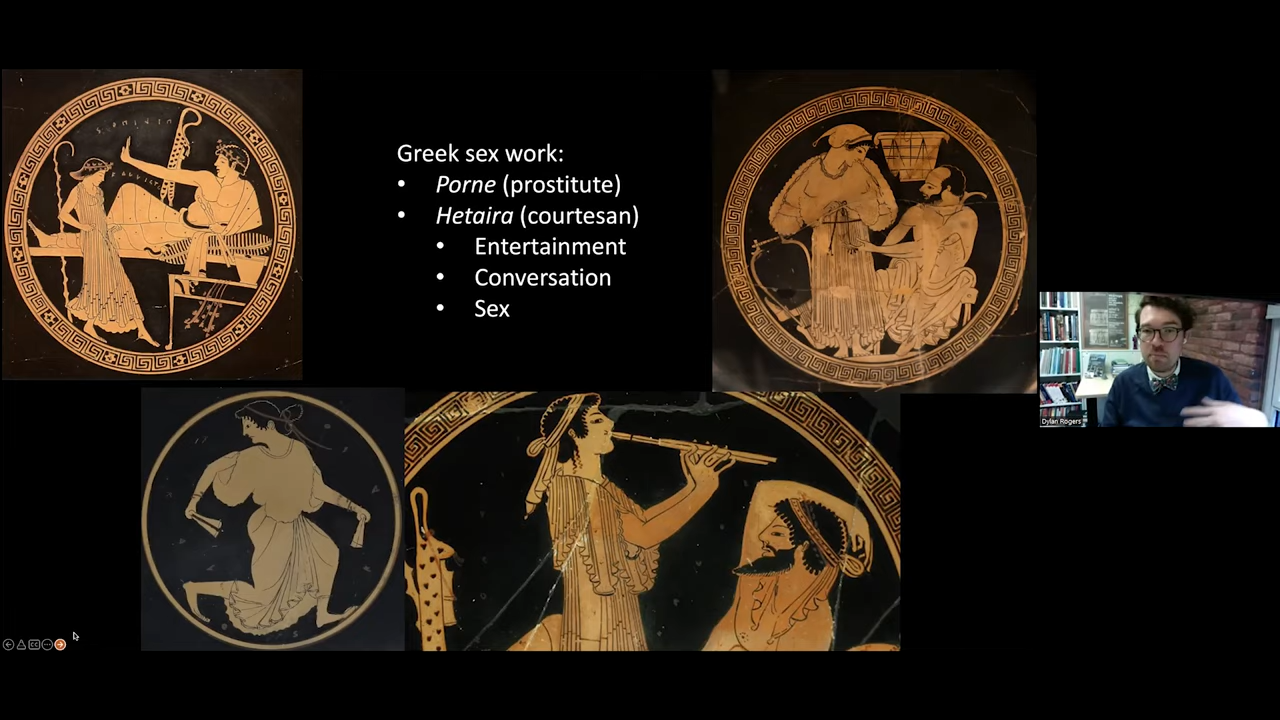 Greek sex work:
• Porne (prostitute)
• Hetaira (courtesan)
• Entertainment
• Conversation
• Sex
Dylan Rogers